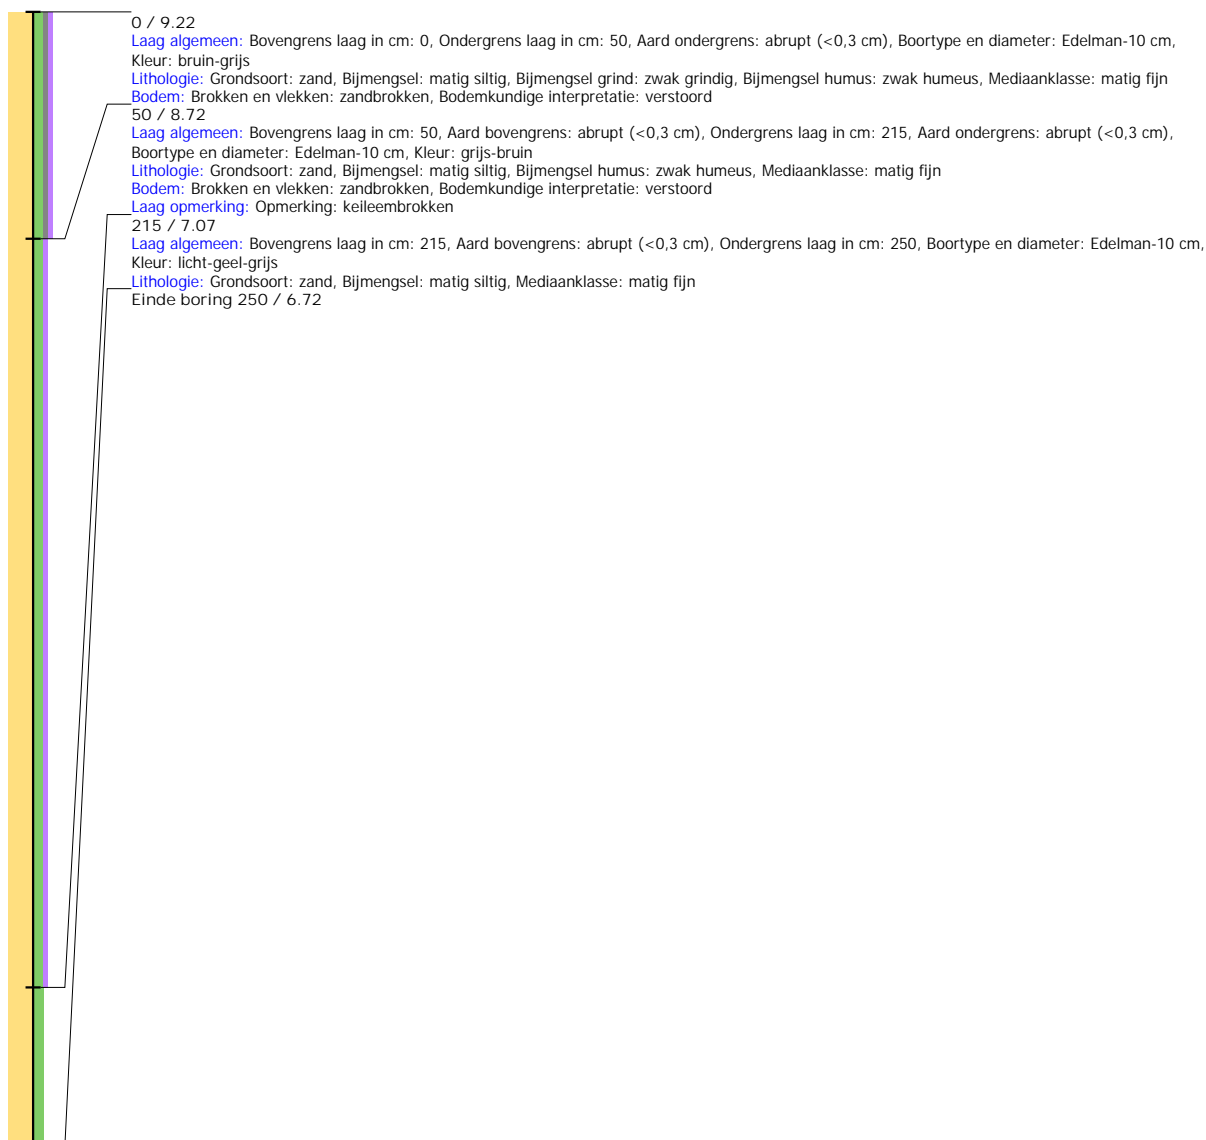 0 / 9.22
Laag algemeen: Bovengrens laag in cm: 0, Ondergrens laag in cm: 50, Aard ondergrens: abrupt (<0,3 cm), Boortype en diameter: Edelman-10 cm,
Kleur: bruin-grijs
Lithologie: Grondsoort: zand, Bijmengsel: matig siltig, Bijmengsel grind: zwak grindig, Bijmengsel humus: zwak humeus, Mediaanklasse: matig fijn
Bodem: Brokken en vlekken: zandbrokken, Bodemkundige interpretatie: verstoord
50 / 8.72
Laag algemeen: Bovengrens laag in cm: 50, Aard bovengrens: abrupt (<0,3 cm), Ondergrens laag in cm: 215, Aard ondergrens: abrupt (<0,3 cm),
Boortype en diameter: Edelman-10 cm, Kleur: grijs-bruin
Lithologie: Grondsoort: zand, Bijmengsel: matig siltig, Bijmengsel humus: zwak humeus, Mediaanklasse: matig fijn
Bodem: Brokken en vlekken: zandbrokken, Bodemkundige interpretatie: verstoord
Laag opmerking: Opmerking: keileembrokken
215 / 7.07
Laag algemeen: Bovengrens laag in cm: 215, Aard bovengrens: abrupt (<0,3 cm), Ondergrens laag in cm: 250, Boortype en diameter: Edelman-10 cm,
Kleur: licht-geel-grijs
Lithologie: Grondsoort: zand, Bijmengsel: matig siltig, Mediaanklasse: matig fijn
Einde boring 250 / 6.72